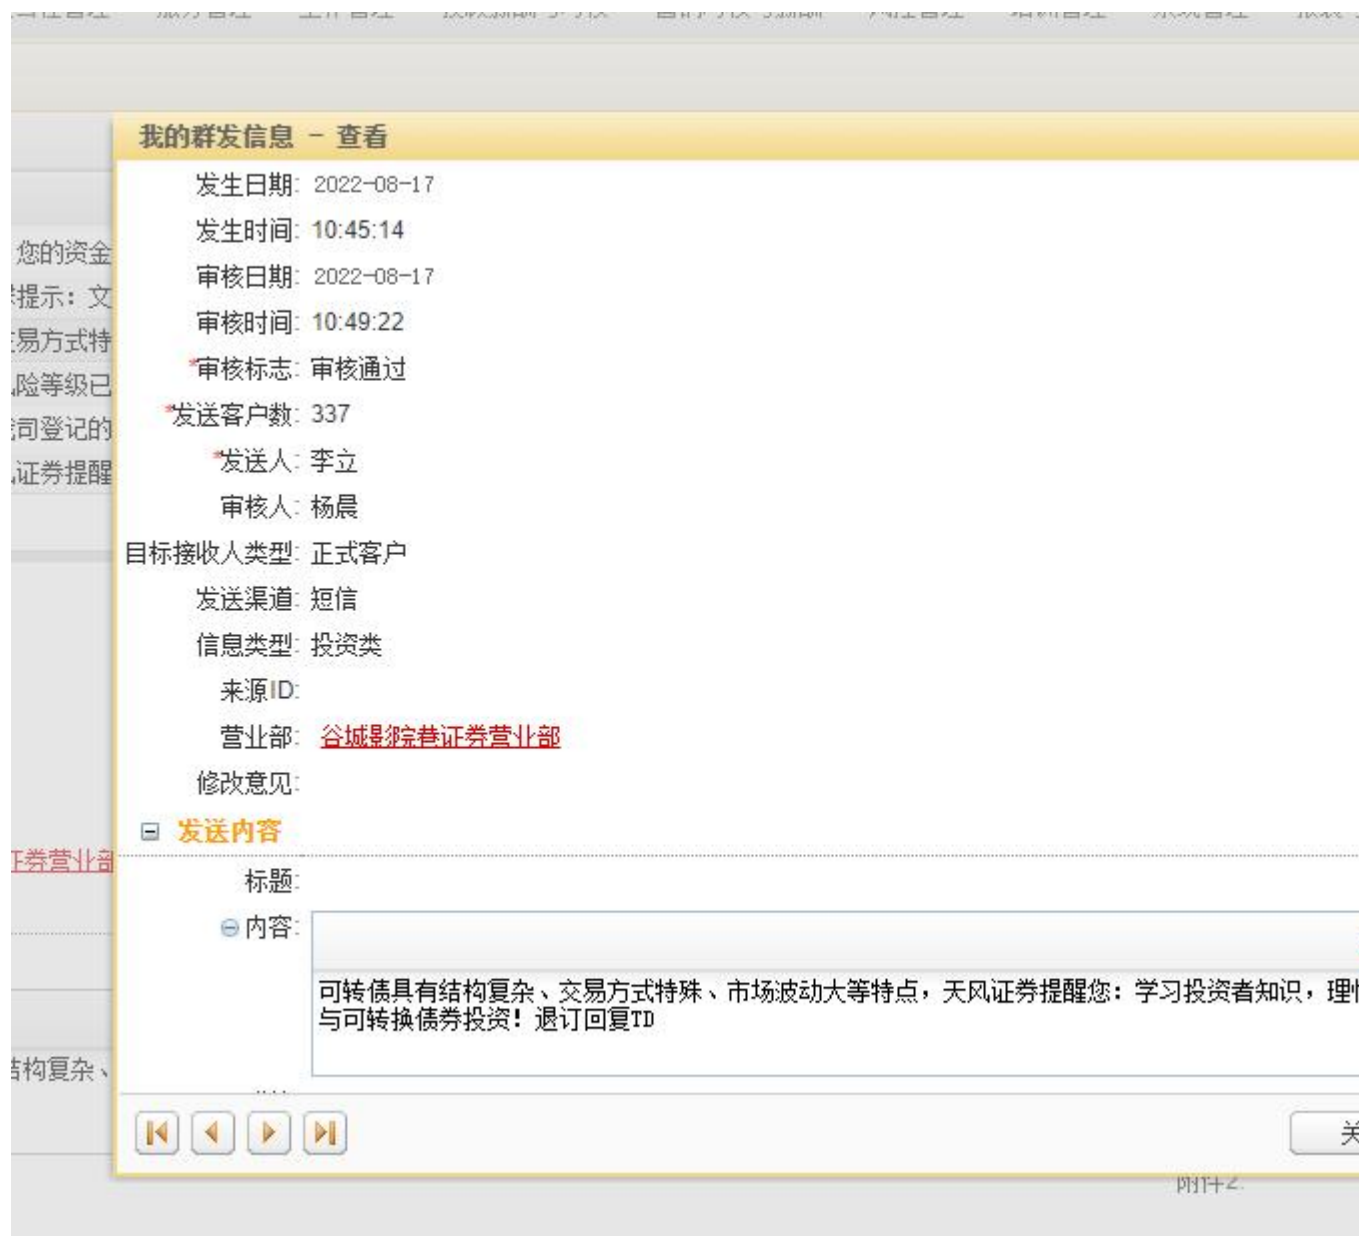 我的群发信息 - 查看
发生日期: 2022-08-17
发生时间: 10:45:14
您的资金
审核日期: 2022-08-17
提示：文
审核时间: 10:49:22
易方式特
*审核标志: 审核通过
险等级已
*发送客户数: 337
司登记的
*发送人: 李立
证券提醒
审核人: 杨晨
目标接收人类型: 正式客户
发送渠道: 短信
信息类型: 投资类
来源ID:
营业部: 谷城影院巷证券营业部
修改意见:
发送内容
证券营业部
标题:
内容:
可转债具有结构复杂、交易方式特殊、市场波动大等特点，天风证券提醒您：学习投资者知识，理
与可转换债券投资！退订回复TD
结构复杂、
关
附件2: